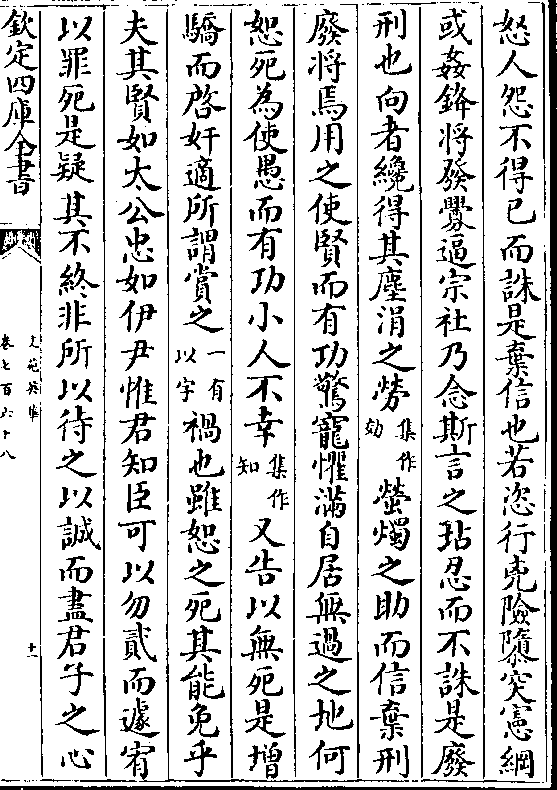 怒人怨不得已而誅是棄信也若恣行兇險隳突憲綱
或姦鋒將發釁逼宗社乃念斯言之玷忍而不誅是廢
刑也向者纔得其塵涓之勞集作効螢燭之助而信棄刑
廢將焉用之使賢而有功驚寵懼滿自居無過之地何
恕死為使愚而有功小人不幸集作知又告以無死是增
驕而啓奸適所謂賞之一有以字禍也雖恕之死其能免乎
夫其賢如太公忠如伊尹惟君知臣可以勿貳而遽宥
以罪死是疑其不終非所以待之以誠而盡君子之心
欽定四庫全書
文苑英華
卷七百六十八
十一